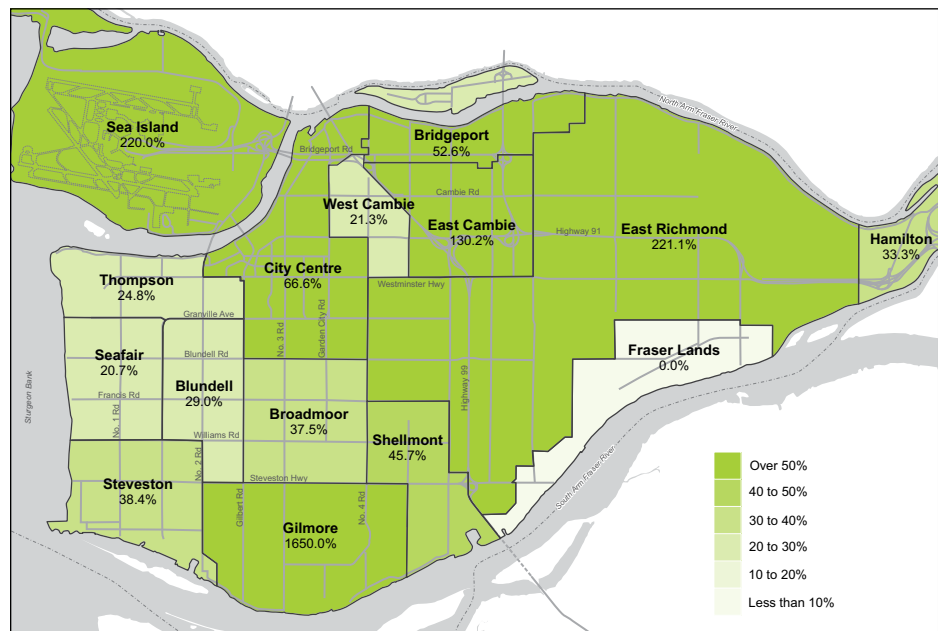 North Arm Fraser River
Sea Island
220.0%
Bridgeport
52.6%
Bridgeport Rd
Cambie Rd
West Cambie
21.3%
East Cambie
130.2%
East Richmond
221.1%
Highway 91
Hamilton
33.3%
City Centre
66.6%
Thompson
24.8%
Westminster Hwy
Granville Ave
No. 3 Rd
Garden City Rd
Fraser Lands
0.0%
Seafair
20.7%
Blundell Rd
Blundell
29.0%
Sturgeon Bank
Francis Rd
No. 1 Rd
Highway 99
Broadmoor
37.5%
Shellmont
45.7%
Williams Rd
No. 2 Rd
Steveston
38.4%
Steveston Hwy
Gilbert Rd
No. 4 Rd
Gilmore
1650.0%
South Arm Fraser River
Over 50%
40 to 50%
30 to 40%
20 to 30%
10 to 20%
Less than 10%